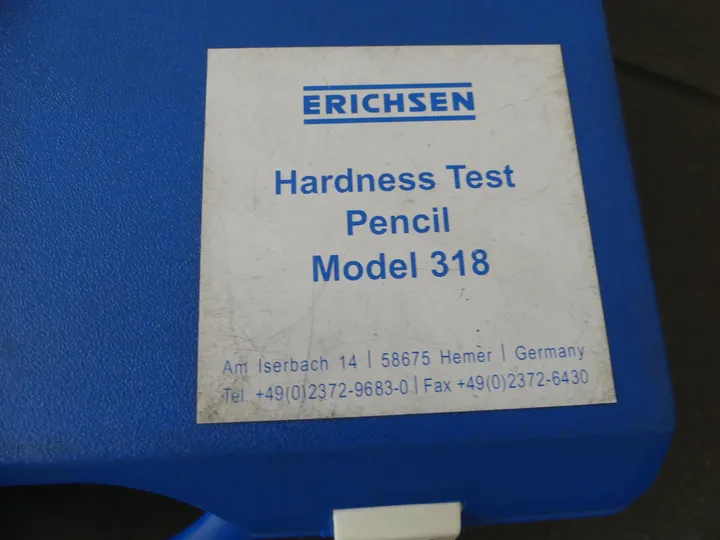 ERICHSEN
Hardness Test
Pencil
Model 318
Am Iserbach 14 | 58675 Hemer | Germany
Tel. +49(0)2372-9683-0 | Fax +49(0)2372-6430